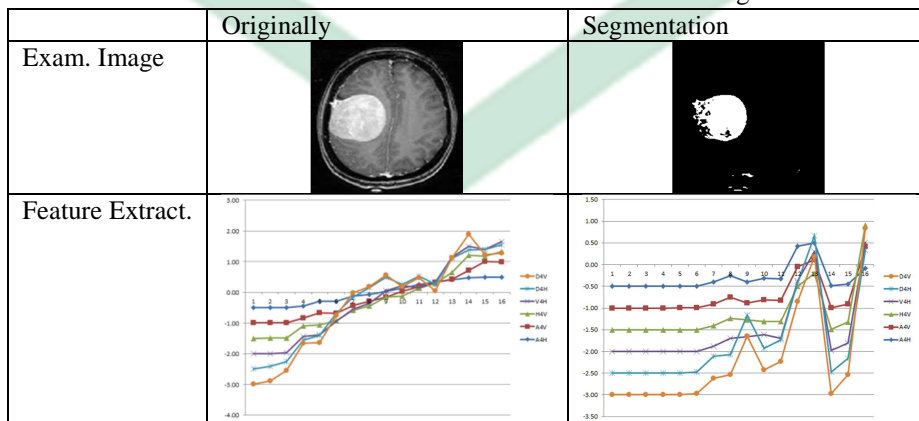 Originally Segmentation
Exam. Image
Feature Extract.
3.00
2.00
1.00
0.00
-1.00
-2.00
-3.00
-4.00
1 2 3 4 5 6 7 8 9 10 11 12 13 14 15 16
D4V
D4H
V4H
H4V
A4V
A4H
1.50
1.00
0.50
0.00
-0.50
-1.00
-1.50
-2.00
-2.50
-3.00
-3.50
1 2 3 4 5 6 7 8 9 10 11 12 13 14 15 16
D4V
D4H
V4H
H4V
A4V
A4H